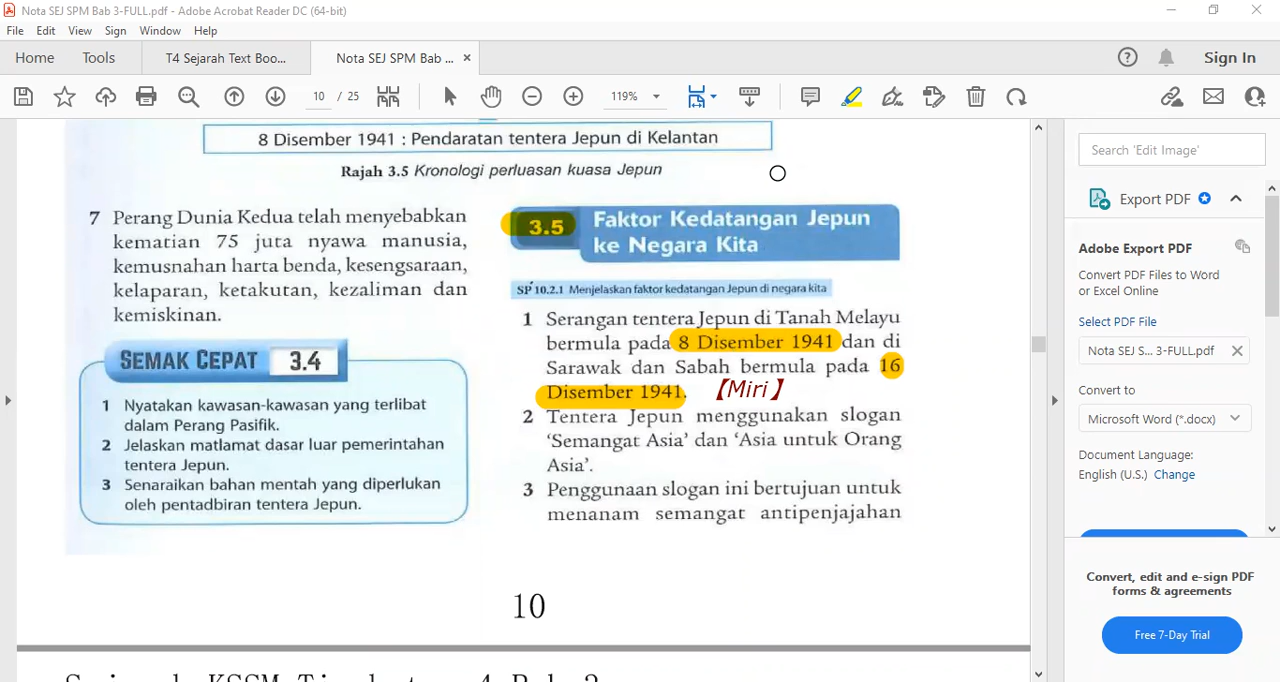 Nota SEJ SPM Bab 3-FULL.pdf - Adobe Acrobat Reader DC (64-bit)
File Edit View Sign Window Help
Home Tools T4 Sejarah Text Boo... Nota SEJ SPM Bab ... × Sign In
10 / 25 119%
8 Disember 1941 : Pendaratan tentera Jepun di Kelantan
Rajah 3.5 Kronologi perluasan kuasa Jepun
7 Perang Dunia Kedua telah menyebabkan
kematian 75 juta nyawa manusia,
kemusnahan harta benda, kesengsaraan,
kelaparan, ketakutan, kezaliman dan
kemiskinan.
SEMAK CEPAT 3.4
1 Nyatakan kawasan-kawasan yang terlibat
dalam Perang Pasifik.
2 Jelaskan matlamat dasar luar pemerintahan
tentera Jepun.
3 Senaraikan bahan mentah yang diperlukan
oleh pentadbiran tentera Jepun.
3.5 Faktor Kedatangan Jepun
ke Negara Kita
SP 10.2.1 Menjelaskan faktor kedatangan Jepun di negara kita
1 Serangan tentera Jepun di Tanah Melayu
bermula pada 8 Disember 1941 dan di
Sarawak dan Sabah bermula pada 16
Disember 1941. 【Miri】
2 Tentera Jepun menggunakan slogan
‘Semangat Asia’ dan ‘Asia untuk Orang
Asia’.
3 Penggunaan slogan ini bertujuan untuk
menanam semangat antipenjajahan
10
Search 'Edit Image'
Export PDF
Adobe Export PDF
Convert PDF Files to Word
or Excel Online
Select PDF File
Nota SEJ S... 3-FULL.pdf
Convert to
Microsoft Word (*.docx)
Document Language:
English (U.S.) Change
Convert, edit and e-sign PDF
forms & agreements
Free 7-Day Trial